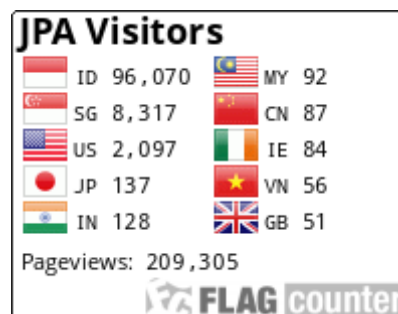 JPA Visitors
ID 96,070 MY 92
SG 8,317 CN 87
US 2,097 IE 84
JP 137 VN 56
IN 128 GB 51
Pageviews: 209,305
FLAG counter